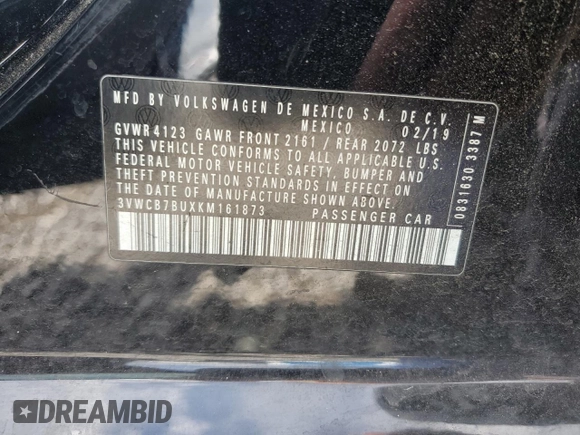 MFD BY VOLKSWAGEN DE MEXICO S.A. DE C.V.
MEXICO 02/19
GVWR 4123 GAWR FRONT 2161 / REAR 2072 LBS
THIS VEHICLE CONFORMS TO ALL APPLICABLE U.S.
FEDERAL MOTOR VEHICLE SAFETY, BUMPER AND
THEFT PREVENTION STANDARDS IN EFFECT ON
THE DATE OF MANUFACTURE SHOWN ABOVE.
3VWCB7BUXKM161873 PASSENGER CAR
0831630 3387 M
DREAMBID